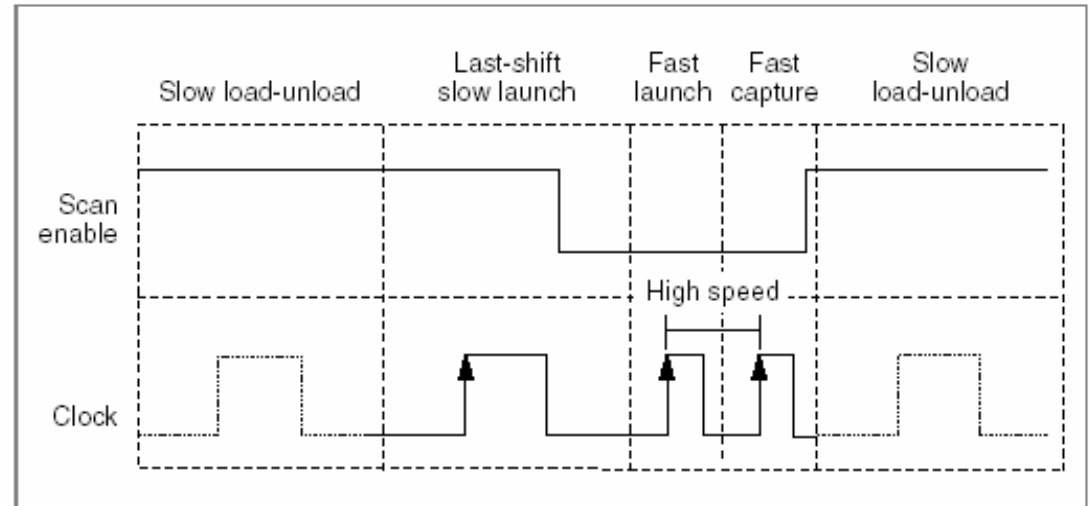 Slow load-unload
Last-shift
slow launch
Fast
launch
Fast
capture
Slow
load-unload
Scan
enable
High speed
Clock